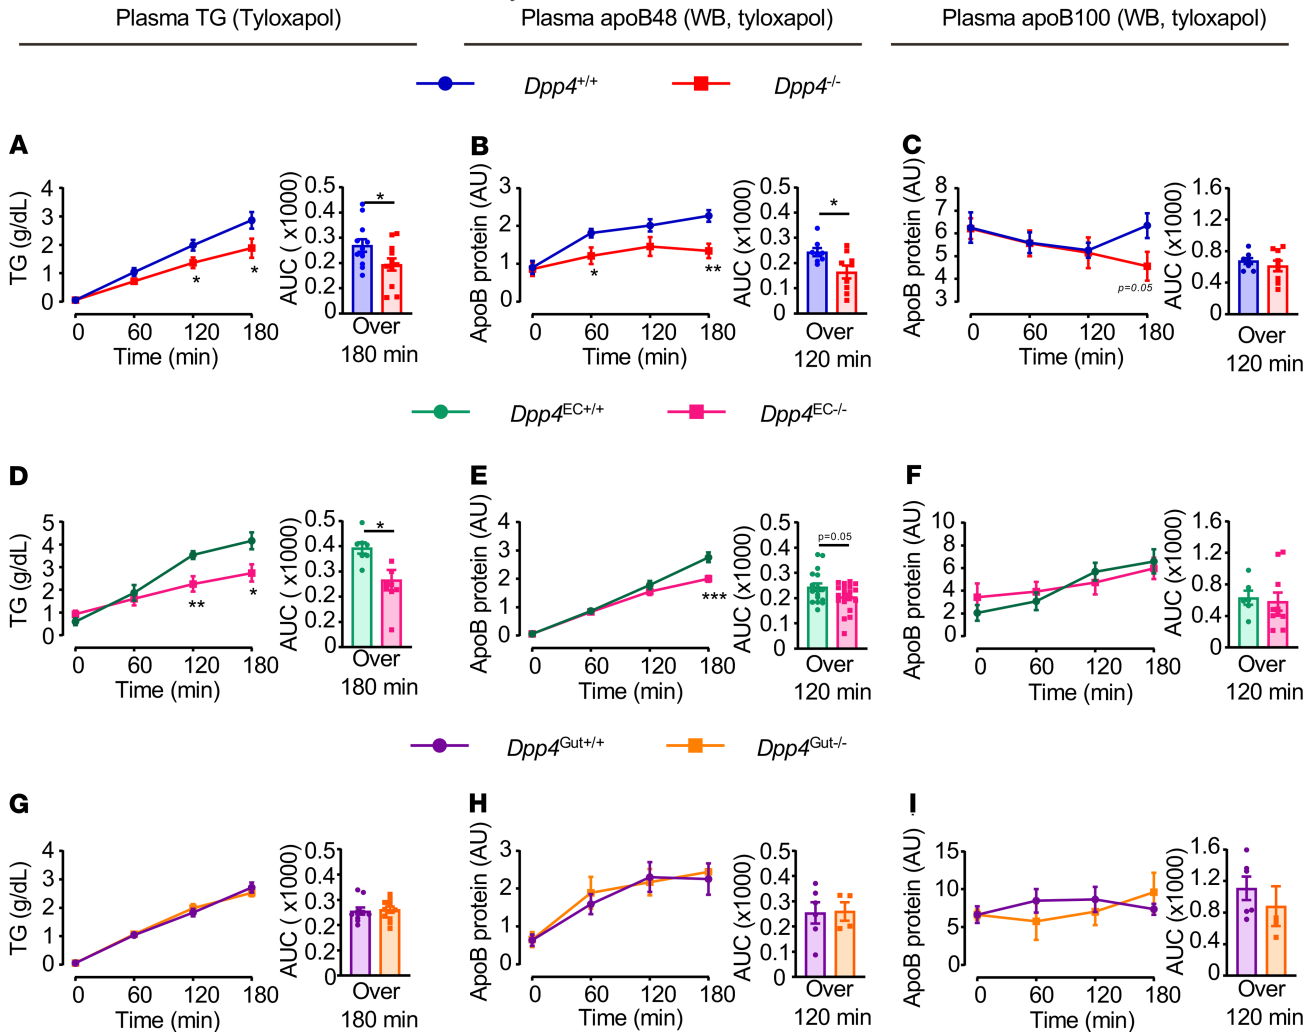 Plasma TG (Tyloxapol)
Plasma apoB48 (WB, tyloxapol)
Plasma apoB100 (WB, tyloxapol)
Dpp4+/+
Dpp4-/-
A
TG (g/dL)
4
3
2
1
0
0 60 120 180
Time (min)
*
*
AUC ( x1000)
0.5
0.4
0.3
0.2
0.2
0
*
Over
180 min
B
ApoB protein (AU)
3
2
1
0
0 60 120 180
Time (min)
*
**
AUC (x1000)
0.5
0.4
0.3
0.2
0.1
0
*
Over
120 min
C
ApoB protein (AU)
8
7
6
5
4
3
0 60 120 180
Time (min)
p=0.05
AUC (x1000)
1.6
1.2
0.8
0.4
0
Over
120 min
Dpp4EC+/+
Dpp4EC-/-
D
TG (g/dL)
5
4
3
2
1
0
0 60 120 180
Time (min)
**
*
AUC ( x1000)
0.5
0.4
0.3
0.2
0.2
0
*
Over
180 min
E
ApoB protein (AU)
4
3
2
1
0
0 60 120 180
Time (min)
***
AUC (x1000)
0.5
0.4
0.3
0.2
0.1
0
p=0.05
Over
120 min
F
ApoB protein (AU)
10
8
6
4
2
0
0 60 120 180
Time (min)
AUC (x1000)
1.6
1.2
0.8
0.4
0
Over
120 min
Dpp4Gut+/+
Dpp4Gut-/-
G
TG (g/dL)
4
3
2
1
0
0 60 120 180
Time (min)
AUC ( x1000)
0.5
0.4
0.3
0.2
0.2
0
Over
180 min
H
ApoB protein (AU)
3
2
1
0
0 60 120 180
Time (min)
AUC (x1000)
0.5
0.4
0.3
0.2
0.1
0
Over
120 min
I
ApoB protein (AU)
15
10
5
0
0 60 120 180
Time (min)
AUC (x1000)
1.6
1.2
0.8
0.4
0
Over
120 min